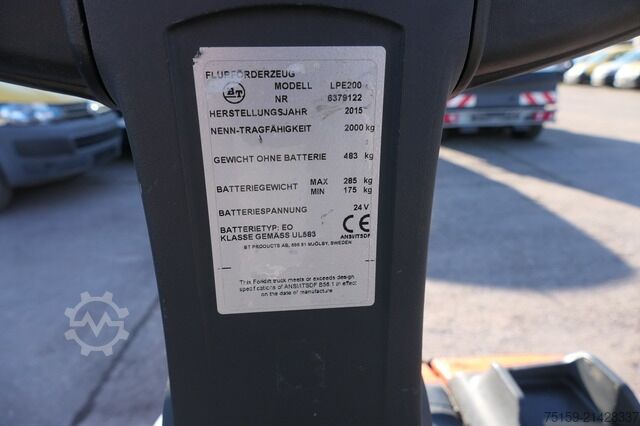 FLURFÖRDERZEUG
BT MODELL LPE200
NR 6379122
HERSTELLUNGSJAHR 2015
NENN-TRAGFÄHIGKEIT 2000 kg
GEWICHT OHNE BATTERIE 483 kg
BATTERIEGEWICHT MAX 285 kg
MIN 175 kg
BATTERIESPANNUNG 24 V
BATTERIETYP: EO
KLASSE GEMÄSS UL583
CE
ANSI/ITSDF
BT PRODUCTS AB, 595 81 MJÖLBY, SWEDEN
This Forklift truck meets or exceeds design
specifications of ANSI/ITSDF B56.1 in effect
on the date of manufacture
75159-21428337